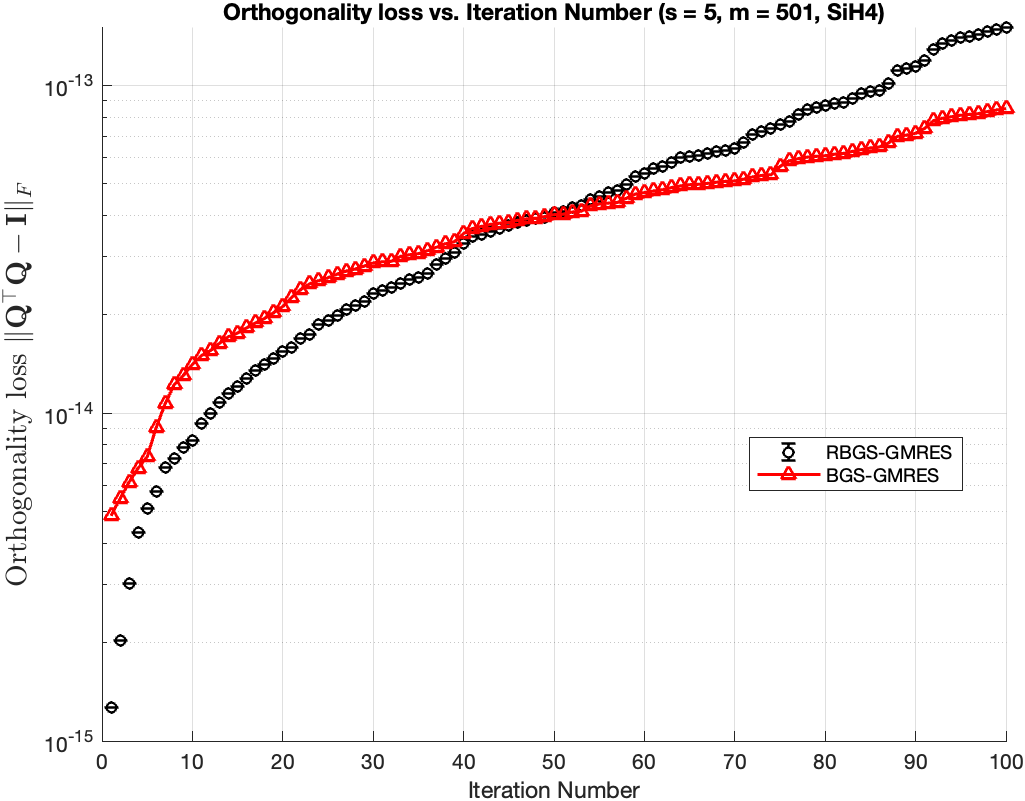 Orthogonality loss vs. Iteration Number (s = 5, m = 501, SiH4)
Orthogonality loss ||Q⊤Q − I||F
10-13
10-14
10-15
RBGS-GMRES
BGS-GMRES
0 10 20 30 40 50 60 70 80 90 100
Iteration Number